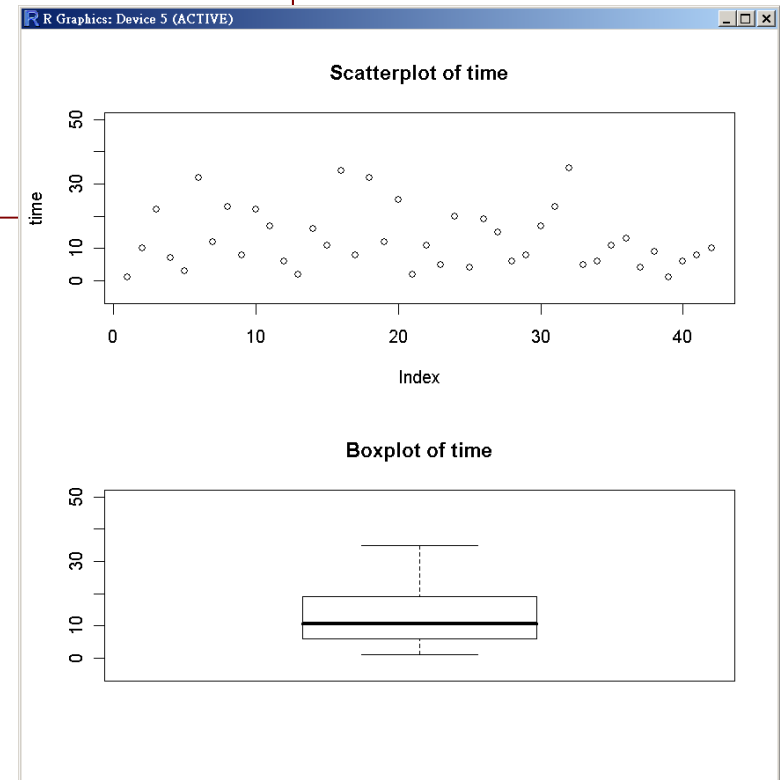 R Graphics: Device 5 (ACTIVE)
Scatterplot of time
time
50
30
10
0
0 10 20 30 40
Index
Boxplot of time
50
30
10
0